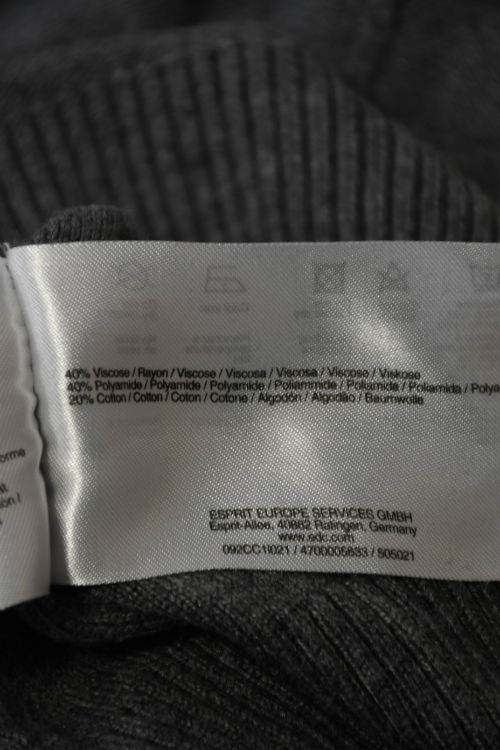 40% Viscose / Rayon / Viscose / Viscosa / Viscosa / Viscose / Viskose
40% Polyamide / Polyamide / Polyamide / Poliammide / Poliamida / Poliamida / Polya
20% Cotton / Cotton / Coton / Cotone / Algodón / Algodão / Baumwolle
orme
ESPRIT EUROPE SERVICES GMBH
Esprit-Allee, 40882 Ratingen, Germany
www.edc.com
092CC1I021 / 4700005833 / 505021